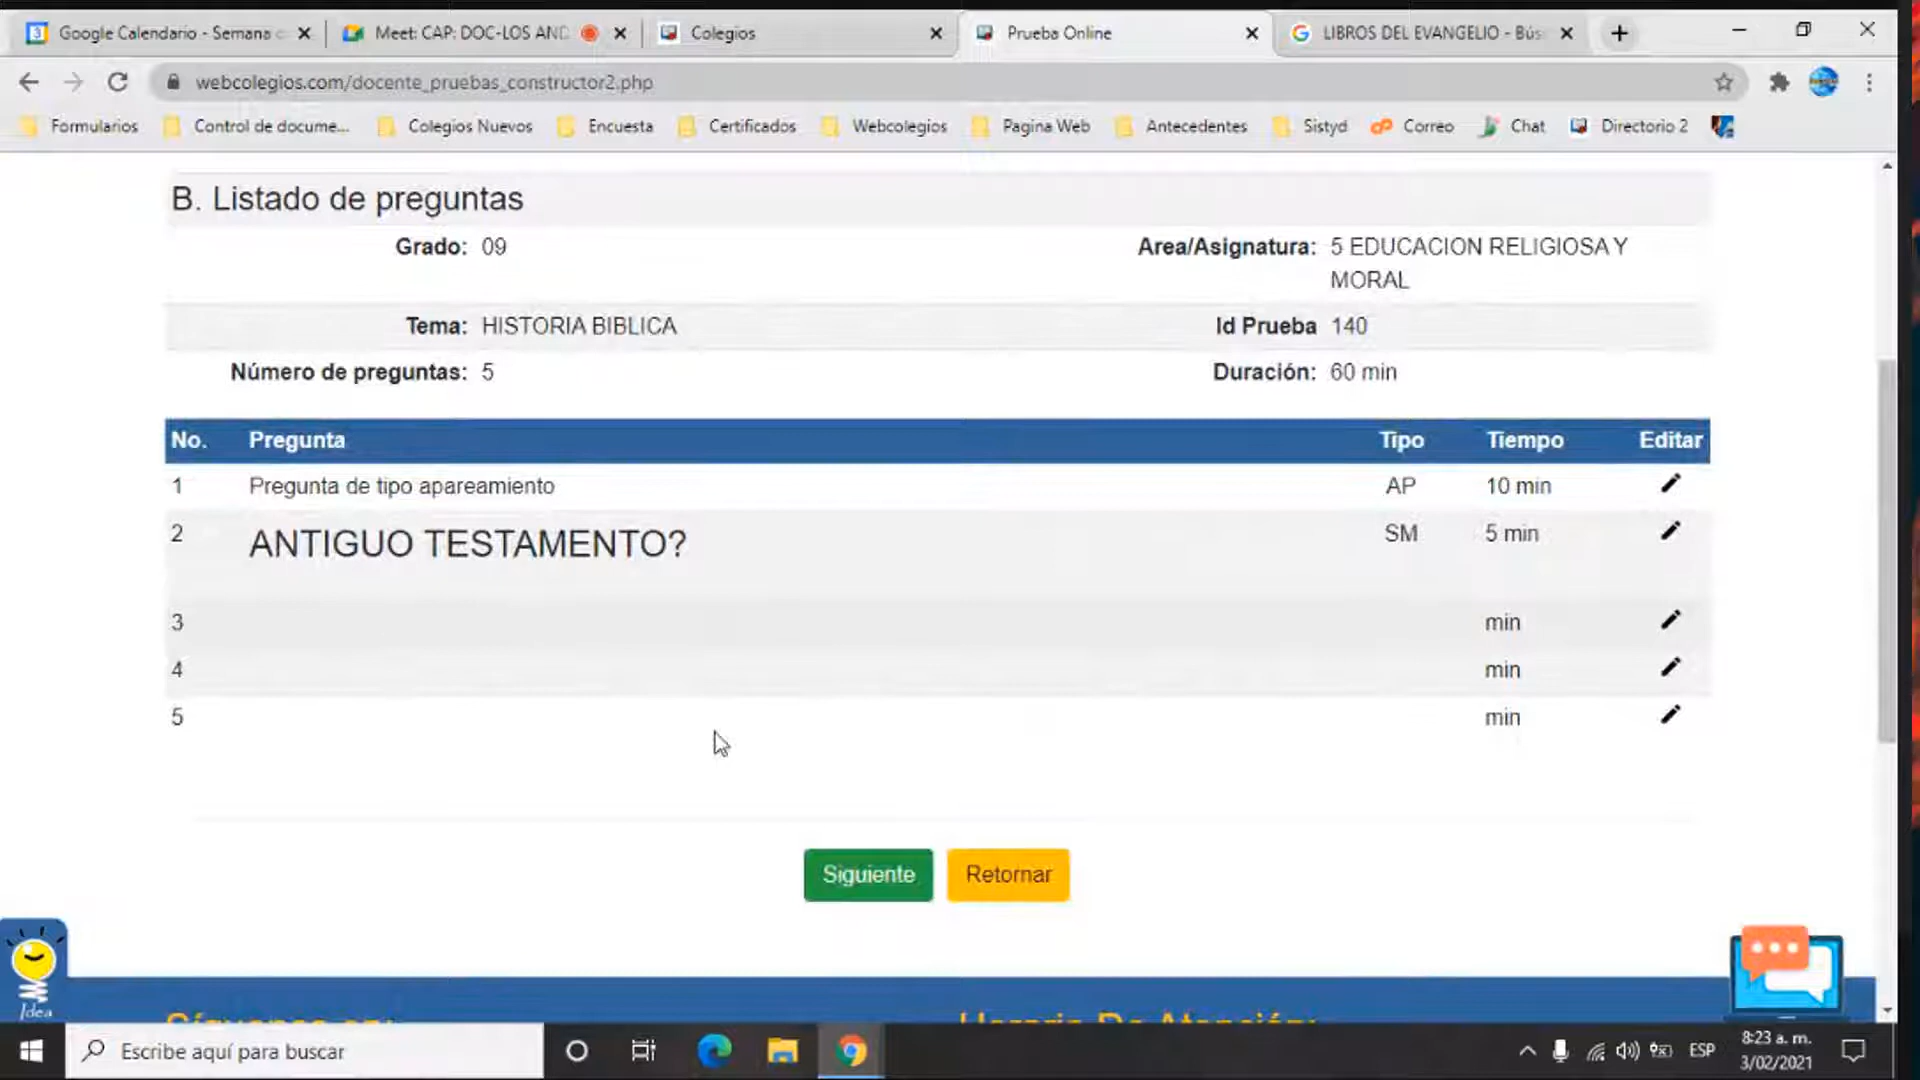 Google Calendario - Semana
Meet: CAP: DOC-LOS AND
Colegios
Prueba Online
LIBROS DEL EVANGELIO - Bús
webcolegios.com/docente_pruebas_constructor2.php
Formularios
Control de docume...
Colegios Nuevos
Encuesta
Certificados
Webcolegios
Pagina Web
Antecedentes
Sistyd
Correo
Chat
Directorio 2
B. Listado de preguntas
Grado: 09
Area/Asignatura: 5 EDUCACION RELIGIOSA Y
MORAL
Tema: HISTORIA BIBLICA
Id Prueba 140
Número de preguntas: 5
Duración: 60 min
No. Pregunta Tipo Tiempo Editar
1 Pregunta de tipo apareamiento AP 10 min
2 ANTIGUO TESTAMENTO? SM 5 min
3 min
4 min
5 min
Siguiente
Retornar
Idea
Escribe aquí para buscar
ESP
8:23 a. m.
3/02/2021